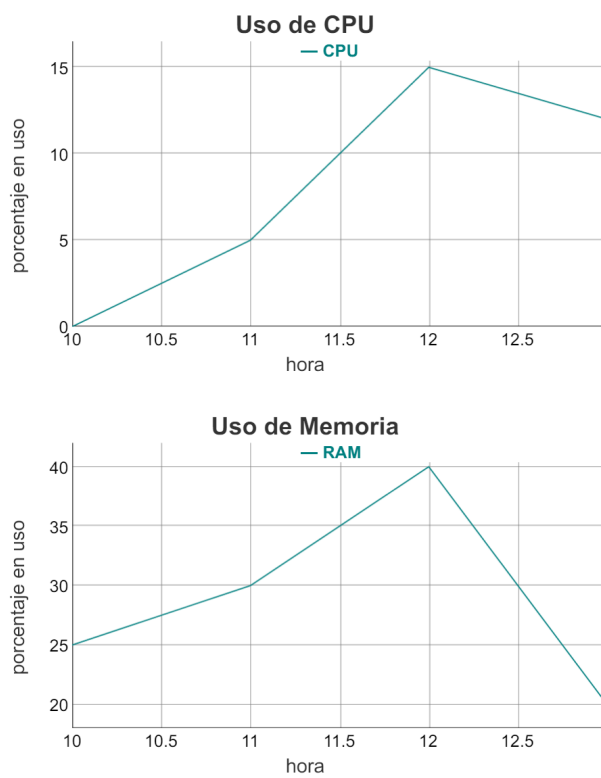 Uso de CPU
CPU
porcentaje en uso
15
10
5
0
10 10.5 11 11.5 12 12.5
hora
Uso de Memoria
RAM
porcentaje en uso
40
35
30
25
20
10 10.5 11 11.5 12 12.5
hora